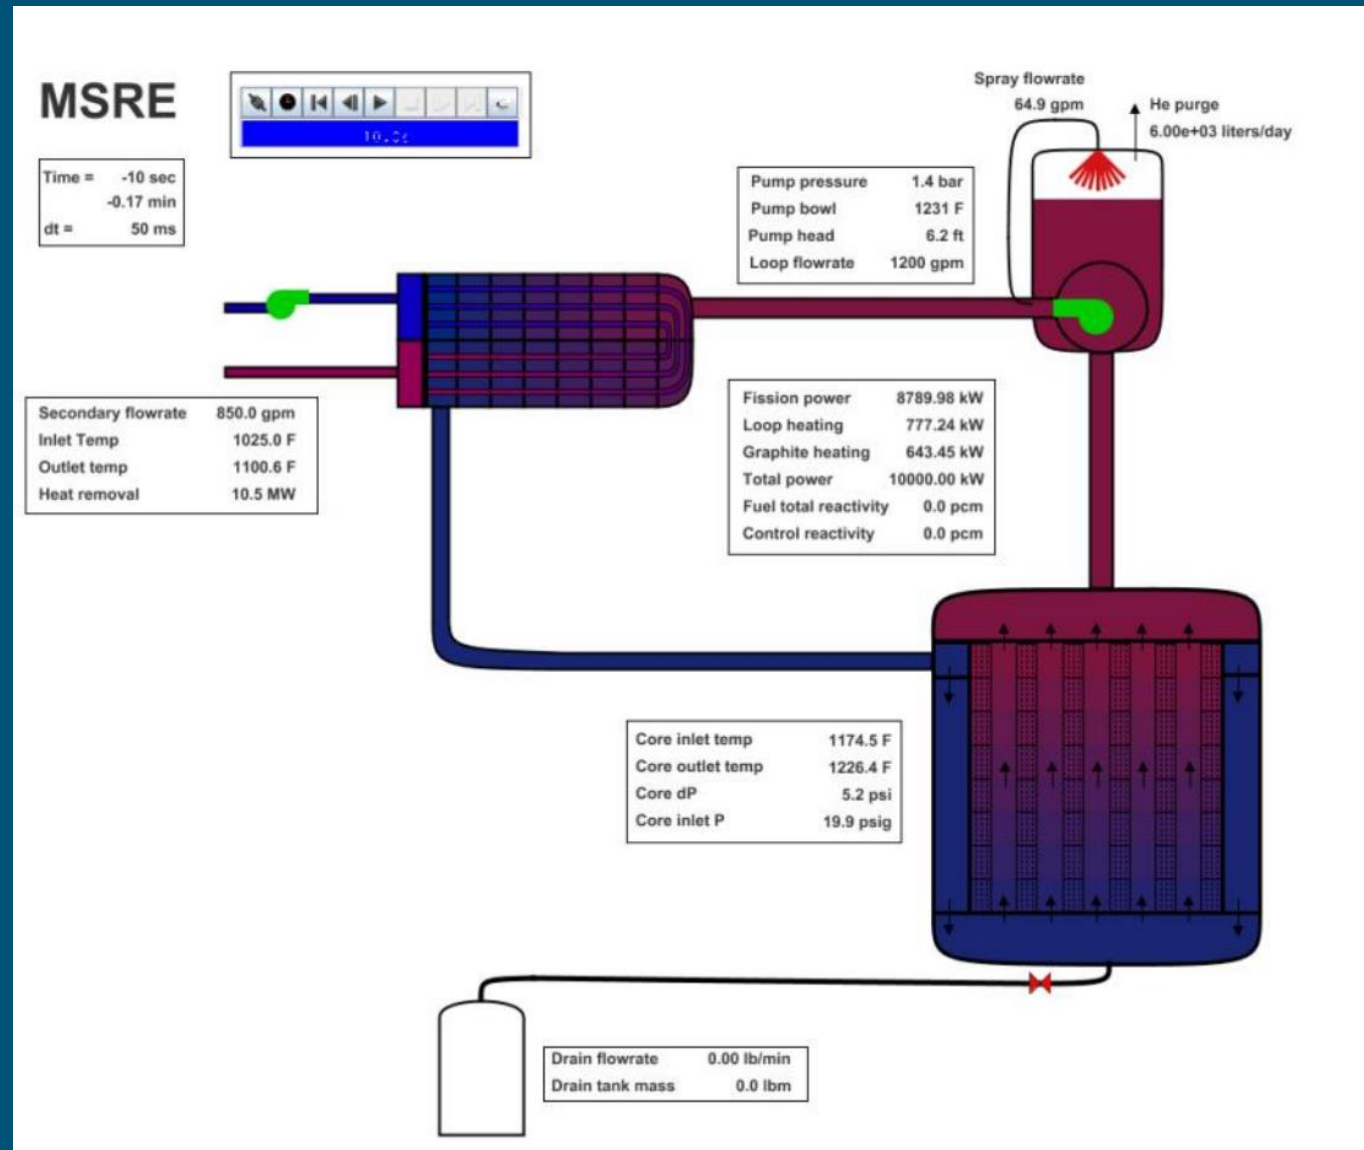 MSRE
10.0s
Time = -10 sec
-0.17 min
dt = 50 ms
Spray flowrate
64.9 gpm
He purge
6.00e+03 liters/day
Pump pressure 1.4 bar
Pump bowl 1231 F
Pump head 6.2 ft
Loop flowrate 1200 gpm
Secondary flowrate 850.0 gpm
Inlet Temp 1025.0 F
Outlet temp 1100.6 F
Heat removal 10.5 MW
Fission power 8789.98 kW
Loop heating 777.24 kW
Graphite heating 643.45 kW
Total power 10000.00 kW
Fuel total reactivity 0.0 pcm
Control reactivity 0.0 pcm
Core inlet temp 1174.5 F
Core outlet temp 1226.4 F
Core dP 5.2 psi
Core inlet P 19.9 psig
Drain flowrate 0.00 lb/min
Drain tank mass 0.0 lbm